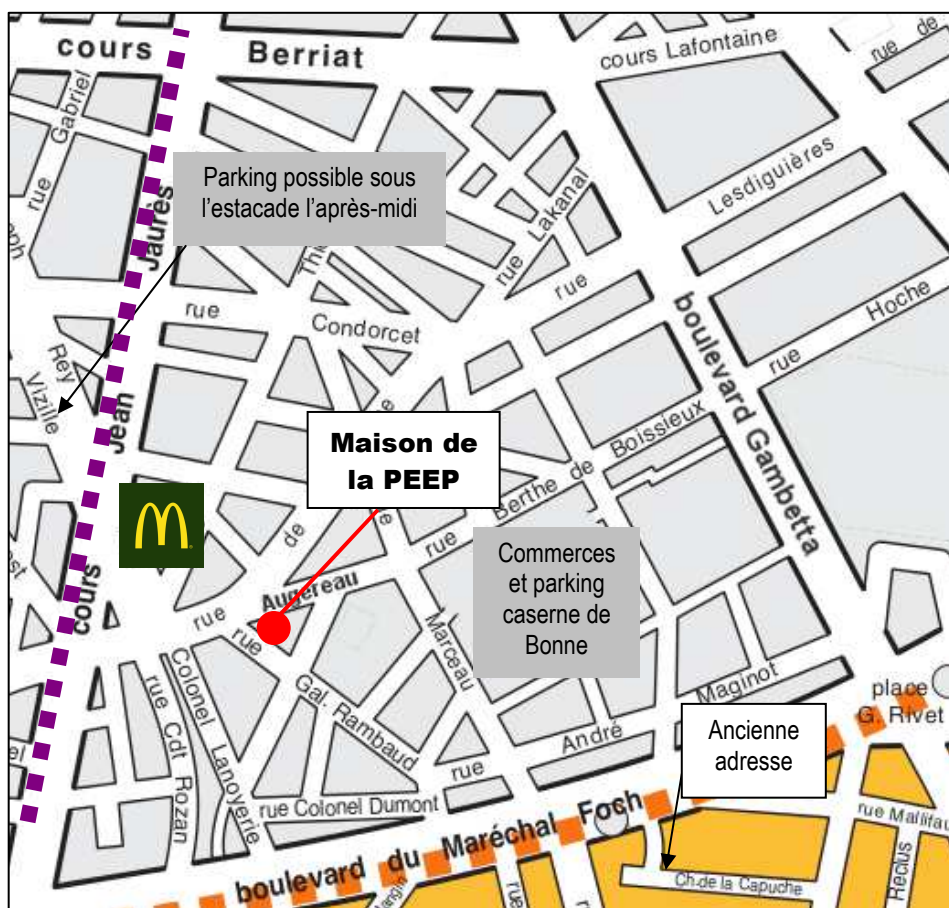 cours Berriat
cours Lafontaine
rue de
rue Gabriel
Parking possible sous
l'estacade l'après-midi
Jaurès
rue Lakanal
Lesdiguières
rue
Hoche
rue
boulevard Gambetta
rue
Condorcet
Rey
Vizille
Jean
Maison de
la PEEP
rue Berthe de Boissieux
de
Commerces
et parking
caserne de
Bonne
cours
rue
Augereau
rue
Gal. Rambaud
Marceau
Colonel Lanoyerie
rue Cdt Rozan
Maginot
André
rue
place
G. Rivet
Ancienne
adresse
rue Colonel Dumont
boulevard du Maréchal Foch
rue Mallifau
Reclus
Ch. de la Capuche
rue
rue